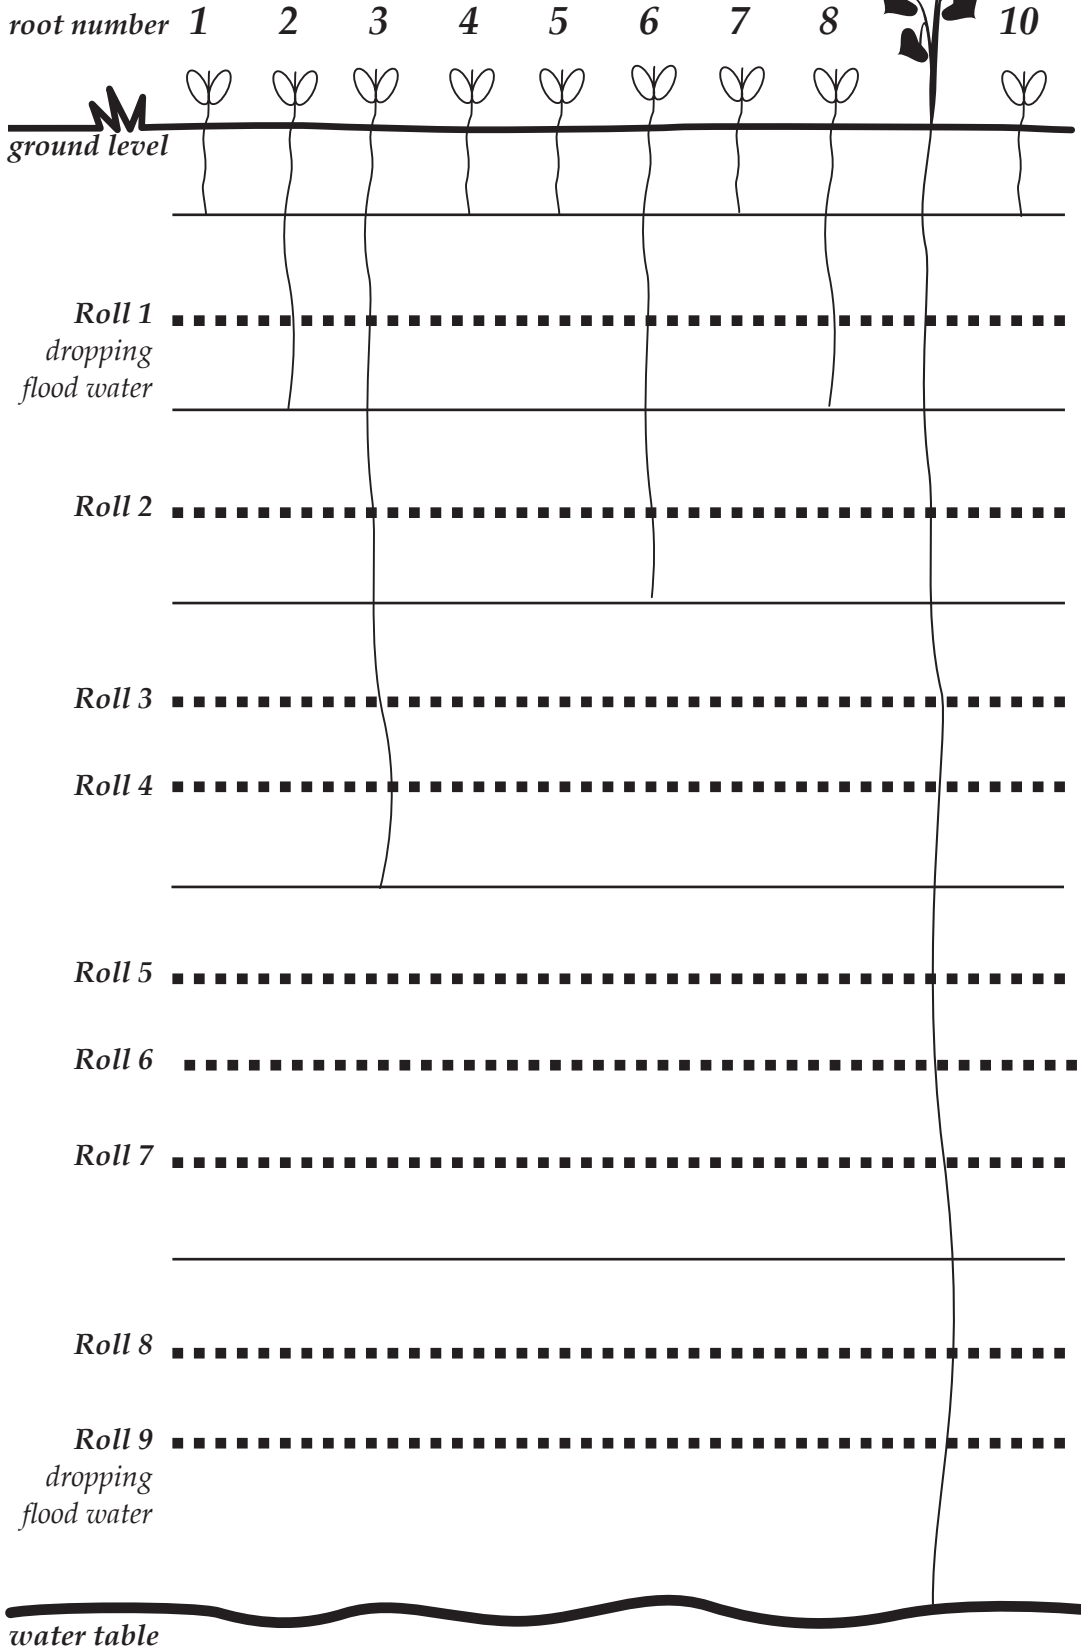 root number 1 2 3 4 5 6 7 8 10
ground level
Roll 1
dropping
flood water
Roll 2
Roll 3
Roll 4
Roll 5
Roll 6
Roll 7
Roll 8
Roll 9
dropping
flood water
water table